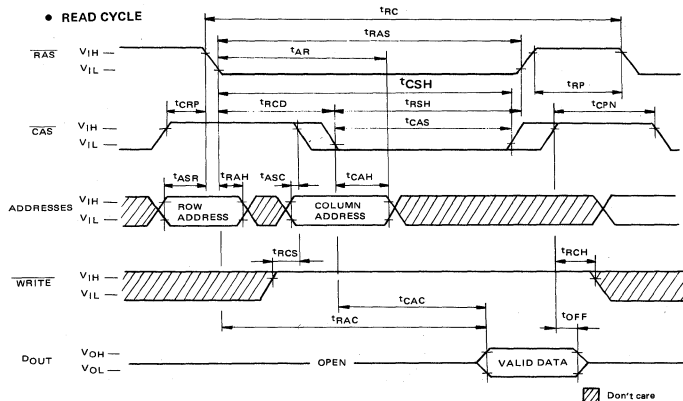 • READ CYCLE
tRC
tRAS
RAS
VIH
VIL
tAR
tCSH
tRP
tCRP
tRCD
tRSH
tCPN
CAS
VIH
VIL
tCAS
tASR
tRAH
tASC
tCAH
ADDRESSES
VIH
VIL
ROW
ADDRESS
COLUMN
ADDRESS
tRCS
tRCH
WRITE
VIH
VIL
tCAC
tRAC
tOFF
DOUT
VOH
VOL
OPEN
VALID DATA
Don't care